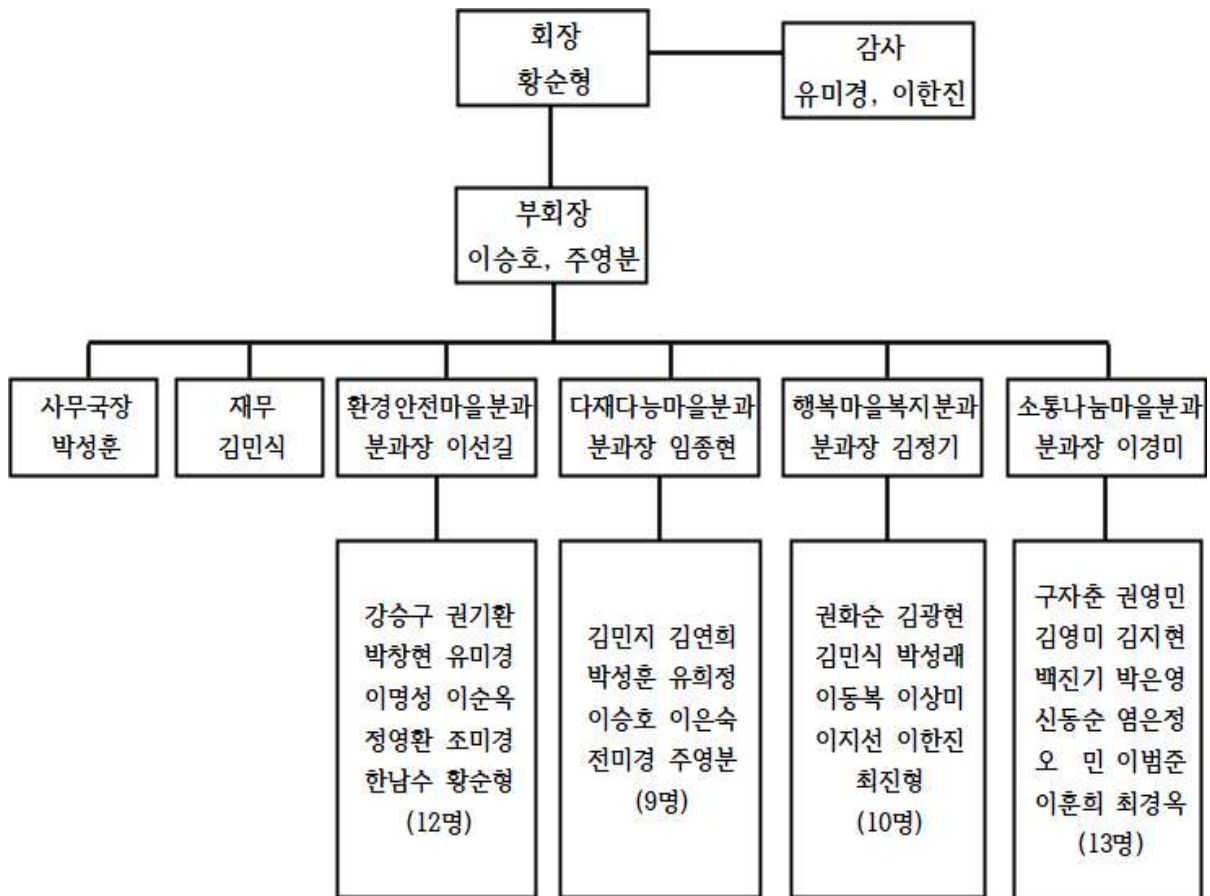 회장
황순형
감사
유미경, 이한진
부회장
이승호, 주영분
사무국장
박성훈
재무
김민식
환경안전마을분과
분과장 이선길
다재다능마을분과
분과장 임종현
행복마을복지분과
분과장 김정기
소통나눔마을분과
분과장 이경미
강승구 권기환
박창현 유미경
이명성 이순옥
정영환 조미경
한남수 황순형
(12명)
김민지 김연희
박성훈 유희정
이승호 이은숙
전미경 주영분
(9명)
권화순 김광현
김민식 박성래
이동복 이상미
이지선 이한진
최진형
(10명)
구자춘 권영민
김영미 김지현
백진기 박은영
신동순 염은정
오 민 이범준
이훈희 최경옥
(13명)